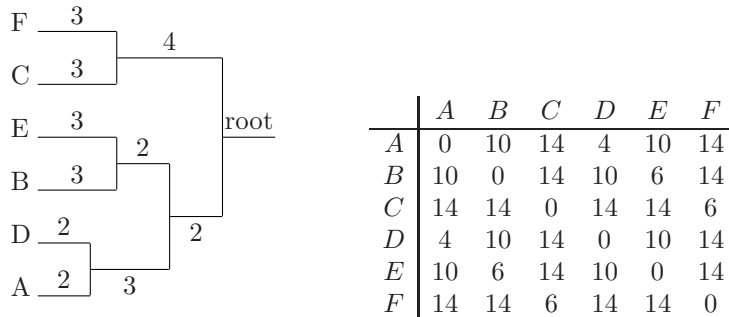 F 3
4
C 3
E 3
root
2
B 3
D 2
2
A 2
3
A B C D E F
A 0 10 14 4 10 14
B 10 0 14 10 6 14
C 14 14 0 14 14 6
D 4 10 14 0 10 14
E 10 6 14 10 0 14
F 14 14 6 14 14 0